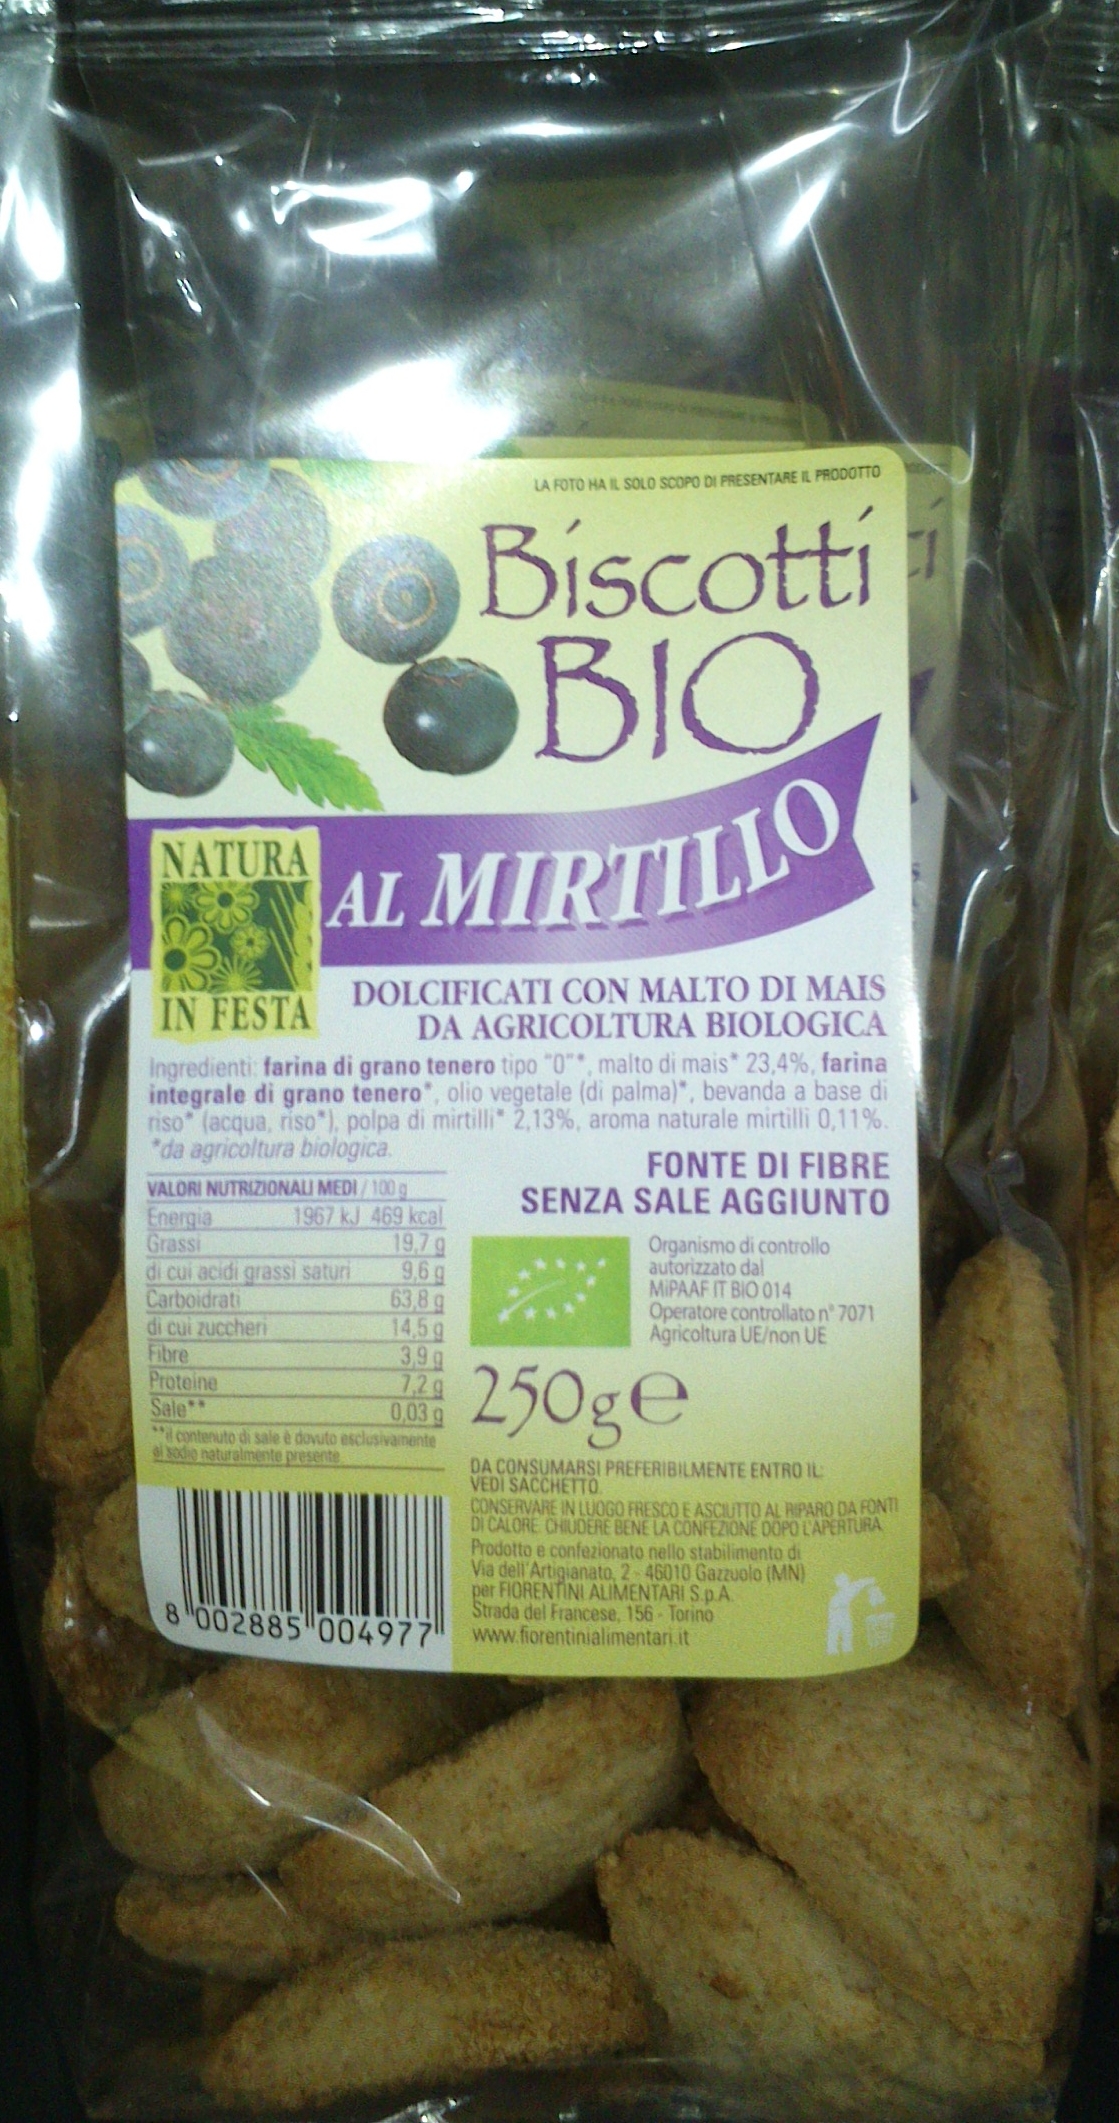 LA FOTO HA IL SOLO SCOPO DI PRESENTARE IL PRODOTTO
Biscotti
BIO
AL MIRTILLO
NATURA
IN FESTA
DOLCIFICATI CON MALTO DI MAIS
DA AGRICOLTURA BIOLOGICA
Ingredienti: farina di grano tenero tipo "0"*, malto di mais* 23,4%, farina
integrale di grano tenero*, olio vegetale (di palma)*, bevanda a base di
riso* (acqua, riso*), polpa di mirtilli* 2,13%, aroma naturale mirtilli 0,11%.
*da agricoltura biologica.
FONTE DI FIBRE
SENZA SALE AGGIUNTO
VALORI NUTRIZIONALI MEDI / 100 g
Energia 1967 kJ 469 kcal
Grassi 19,7 g
di cui acidi grassi saturi 9,6 g
Carboidrati 63,8 g
di cui zuccheri 14,5 g
Fibre 3,9 g
Proteine 7,2 g
Sale** 0,03 g
**il contenuto di sale è dovuto esclusivamente
al sodio naturalmente presente
Organismo di controllo
autorizzato dal
MiPAAF IT BIO 014
Operatore controllato n° 7071
Agricoltura UE/non UE
250g e
DA CONSUMARSI PREFERIBILMENTE ENTRO IL:
VEDI SACCHETTO.
CONSERVARE IN LUOGO FRESCO E ASCIUTTO AL RIPARO DA FONTI
DI CALORE. CHIUDERE BENE LA CONFEZIONE DOPO L'APERTURA.
Prodotto e confezionato nello stabilimento di
Via dell'Artigianato, 2 - 46010 Gazzuolo (MN)
per FIORENTINI ALIMENTARI S.p.A.
Strada del Francese, 156 - Torino
www.fiorentinialimentari.it
8 002885 004977